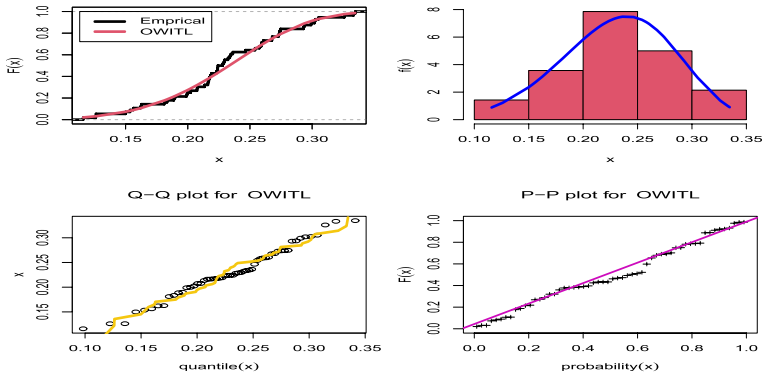 Emprical
OWITL
F(x)
0.0 0.2 0.4 0.6 0.8 1.0
0.15 0.20 0.25 0.30
x
f(x)
0 2 4 6 8
0.10 0.15 0.20 0.25 0.30 0.35
x
Q-Q plot for OWITL
x
0.15 0.20 0.25 0.30
0.10 0.15 0.20 0.25 0.30 0.35
quantile(x)
P-P plot for OWITL
F(x)
0.0 0.2 0.4 0.6 0.8 1.0
0.0 0.2 0.4 0.6 0.8 1.0
probability(x)